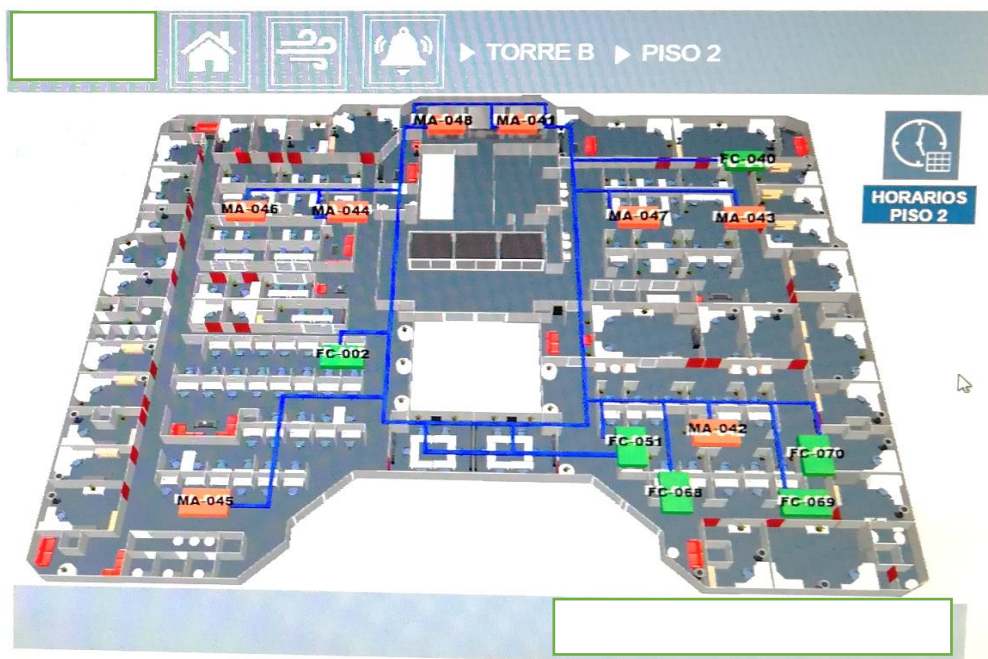 TORRE B PISO 2
MA-048 MA-041
FC-040
HORARIOS
PISO 2
MA-046 MA-044 MA-047 MA-043
FC-002
MA-042
FC-051
FC-070
MA-045
FC-068
FC-069